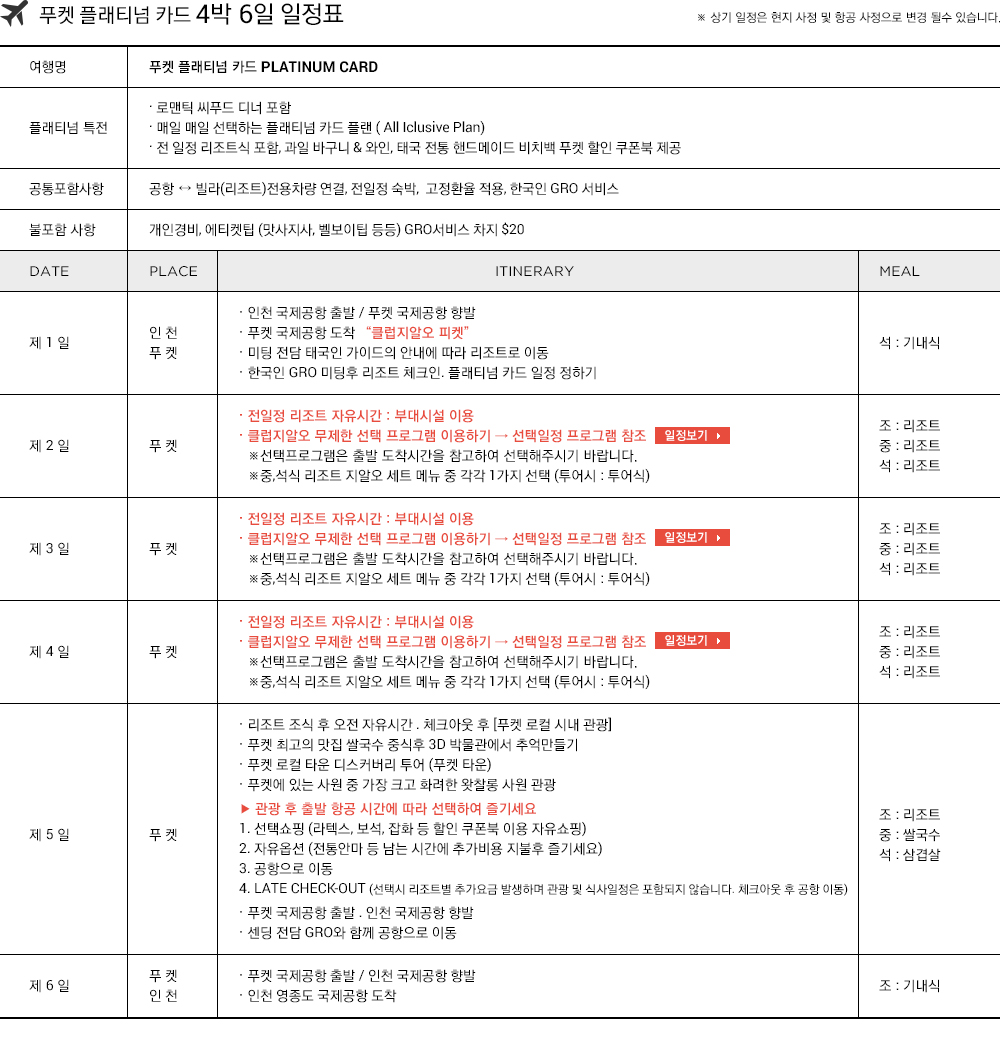 푸켓 플래티넘 카드 4박 6일 일정표
※ 상기 일정은 현지 사정 및 항공 사정으로 변경 될수 있습니다.
여행명
푸켓 플래티넘 카드 PLATINUM CARD
플래티넘 특전
· 로맨틱 씨푸드 디너 포함
· 매일 매일 선택하는 플래티넘 카드 플랜 ( All Iclusive Plan)
· 전 일정 리조트식 포함, 과일 바구니 & 와인, 태국 전통 핸드메이드 비치백 푸켓 할인 쿠폰북 제공
공통포함사항
공항 ↔ 빌라(리조트)전용차량 연결, 전일정 숙박, 고정환율 적용, 한국인 GRO 서비스
불포함 사항
개인경비, 에티켓팁 (맛사지사, 벨보이팁 등등) GRO서비스 차지 $20
DATE PLACE ITINERARY MEAL
제 1 일
인 천
푸 켓
· 인천 국제공항 출발 / 푸켓 국제공항 향발
· 푸켓 국제공항 도착 “클럽지알오 피켓”
· 미팅 전담 태국인 가이드의 안내에 따라 리조트로 이동
· 한국인 GRO 미팅후 리조트 체크인. 플래티넘 카드 일정 정하기
석 : 기내식
제 2 일
푸 켓
· 전일정 리조트 자유시간 : 부대시설 이용
· 클럽지알오 무제한 선택 프로그램 이용하기 → 선택일정 프로그램 참조 일정보기
※선택프로그램은 출발 도착시간을 참고하여 선택해주시기 바랍니다.
※중,석식 리조트 지알오 세트 메뉴 중 각각 1가지 선택 (투어시 : 투어식)
조 : 리조트
중 : 리조트
석 : 리조트
제 3 일
푸 켓
· 전일정 리조트 자유시간 : 부대시설 이용
· 클럽지알오 무제한 선택 프로그램 이용하기 → 선택일정 프로그램 참조 일정보기
※선택프로그램은 출발 도착시간을 참고하여 선택해주시기 바랍니다.
※중,석식 리조트 지알오 세트 메뉴 중 각각 1가지 선택 (투어시 : 투어식)
조 : 리조트
중 : 리조트
석 : 리조트
제 4 일
푸 켓
· 전일정 리조트 자유시간 : 부대시설 이용
· 클럽지알오 무제한 선택 프로그램 이용하기 → 선택일정 프로그램 참조 일정보기
※선택프로그램은 출발 도착시간을 참고하여 선택해주시기 바랍니다.
※중,석식 리조트 지알오 세트 메뉴 중 각각 1가지 선택 (투어시 : 투어식)
조 : 리조트
중 : 리조트
석 : 리조트
제 5 일
푸 켓
· 리조트 조식 후 오전 자유시간 . 체크아웃 후 [푸켓 로컬 시내 관광]
· 푸켓 최고의 맛집 쌀국수 중식후 3D 박물관에서 추억만들기
· 푸켓 로컬 타운 디스커버리 투어 (푸켓 타운)
· 푸켓에 있는 사원 중 가장 크고 화려한 왓찰롱 사원 관광
▶ 관광 후 출발 항공 시간에 따라 선택하여 즐기세요
1. 선택쇼핑 (라텍스, 보석, 잡화 등 할인 쿠폰북 이용 자유쇼핑)
2. 자유옵션 (전통안마 등 남는 시간에 추가비용 지불후 즐기세요)
3. 공항으로 이동
4. LATE CHECK-OUT (선택시 리조트별 추가요금 발생하며 관광 및 식사일정은 포함되지 않습니다. 체크아웃 후 공항 이동)
· 푸켓 국제공항 출발 . 인천 국제공항 향발
· 센딩 전담 GRO와 함께 공항으로 이동
조 : 리조트
중 : 쌀국수
석 : 삼겹살
제 6 일
푸 켓
인 천
· 푸켓 국제공항 출발 / 인천 국제공항 향발
· 인천 영종도 국제공항 도착
조 : 기내식